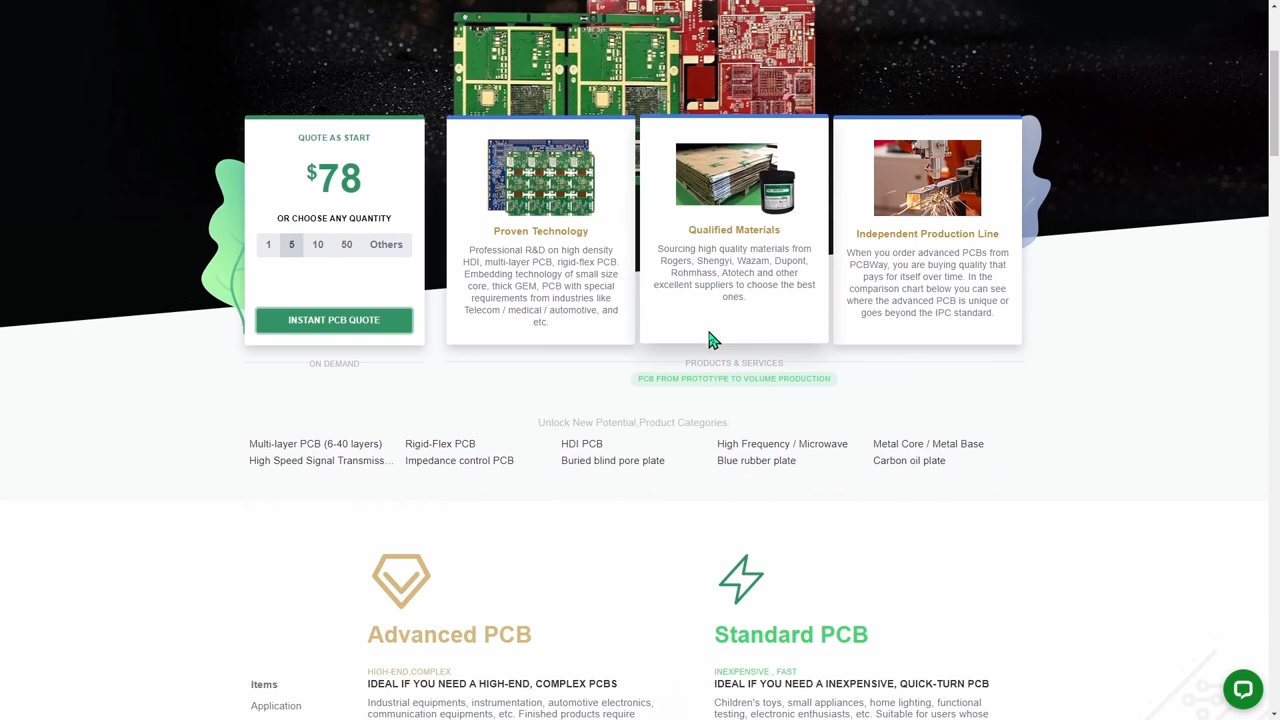 QUOTE AS START
$78
OR CHOOSE ANY QUANTITY
1 5 10 50 Others
INSTANT PCB QUOTE
ON DEMAND
Proven Technology
Professional R&D on high density
HDI, multi-layer PCB, rigid-flex PCB.
Embedding technology of small size
core, thick GEM, PCB with special
requirements from industries like
Telecom / medical / automotive, and
etc.
Qualified Materials
Sourcing high quality materials from
Rogers, Shengyi, Wazam, Dupont,
Rohmhass, Atotech and other
excellent suppliers to choose the best
ones.
Independent Production Line
When you order advanced PCBs from
PCBWay, you are buying quality that
pays for itself over time. In the
comparison chart below you can see
where the advanced PCB is unique or
goes beyond the IPC standard.
PRODUCTS & SERVICES
PCB FROM PROTOTYPE TO VOLUME PRODUCTION
Unlock New Potential,Product Categories:
Multi-layer PCB (6-40 layers) Rigid-Flex PCB HDI PCB High Frequency / Microwave Metal Core / Metal Base
High Speed Signal Transmiss... Impedance control PCB Buried blind pore plate Blue rubber plate Carbon oil plate
Advanced PCB
HIGH-END,COMPLEX
IDEAL IF YOU NEED A HIGH-END, COMPLEX PCBS
Industrial equipments, instrumentation, automotive electronics,
communication equipments, etc. Finished products require
Standard PCB
INEXPENSIVE , FAST
IDEAL IF YOU NEED A INEXPENSIVE, QUICK-TURN PCB
Children's toys, small appliances, home lighting, functional
testing, electronic enthusiasts, etc. Suitable for users whose
Items
Application